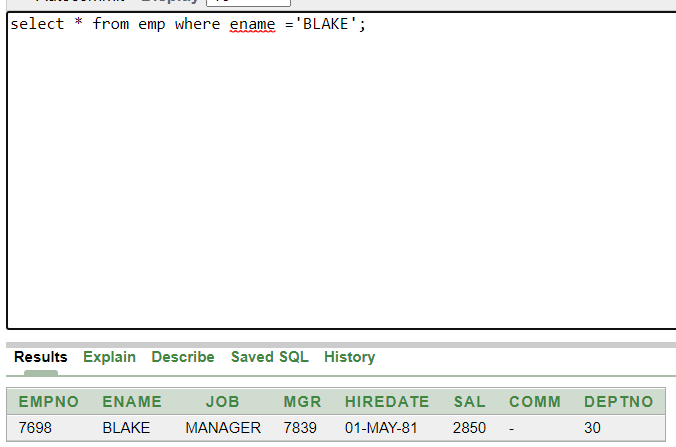 select * from emp where ename ='BLAKE';
Results Explain Describe Saved SQL History
EMPNO ENAME JOB MGR HIREDATE SAL COMM DEPTNO
7698 BLAKE MANAGER 7839 01-MAY-81 2850 - 30